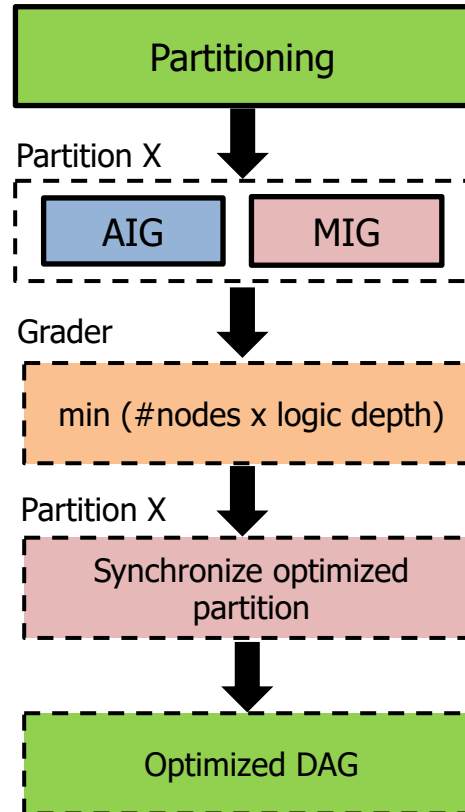 Partitioning
Partition X
AIG
MIG
Grader
min (#nodes x logic depth)
Partition X
Synchronize optimized
partition
Optimized DAG